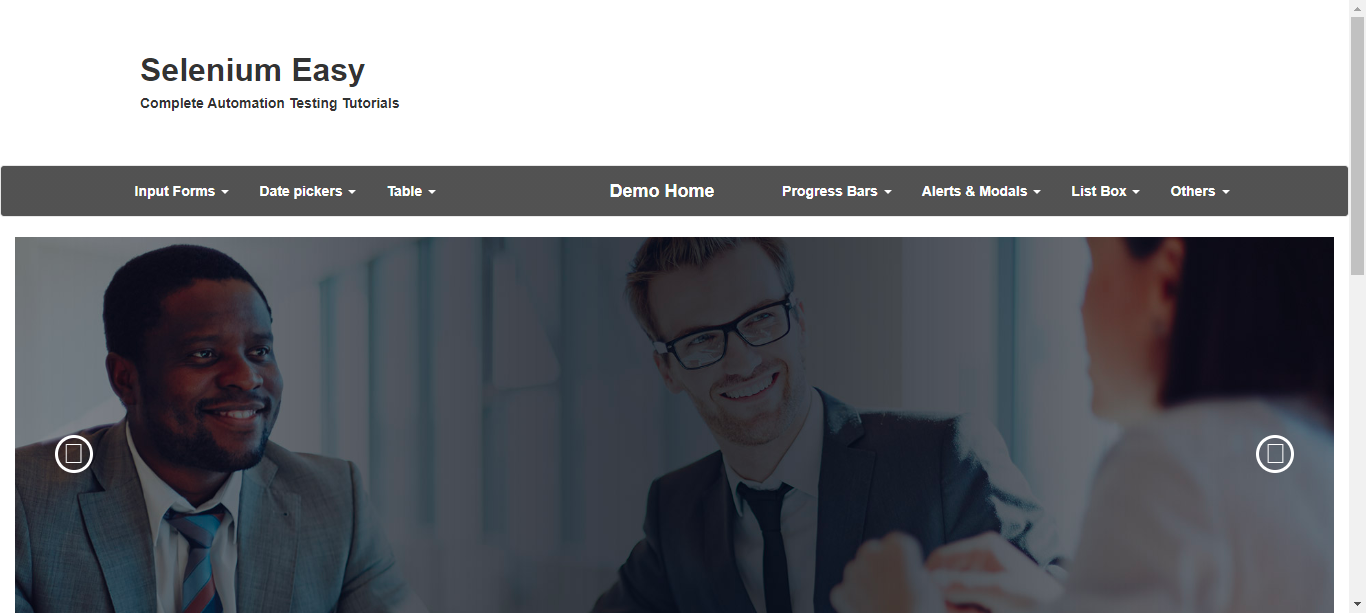 Selenium Easy
Complete Automation Testing Tutorials
Input Forms Date pickers Table Demo Home Progress Bars Alerts & Modals List Box Others